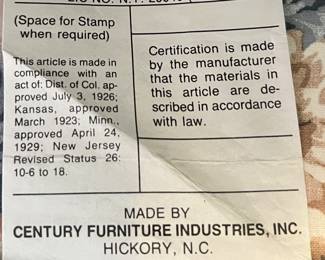 (Space for Stamp
when required)
This article is made in
compliance with an
act of: Dist. of Col. ap-
proved July 3, 1926;
Kansas, approved
March 1923; Minn.,
approved April 24,
1929; New Jersey
Revised Status 26:
10-6 to 18.
Certification is made
by the manufacturer
that the materials in
this article are de-
scribed in accordance
with law.
MADE BY
CENTURY FURNITURE INDUSTRIES, INC.
HICKORY, N.C.